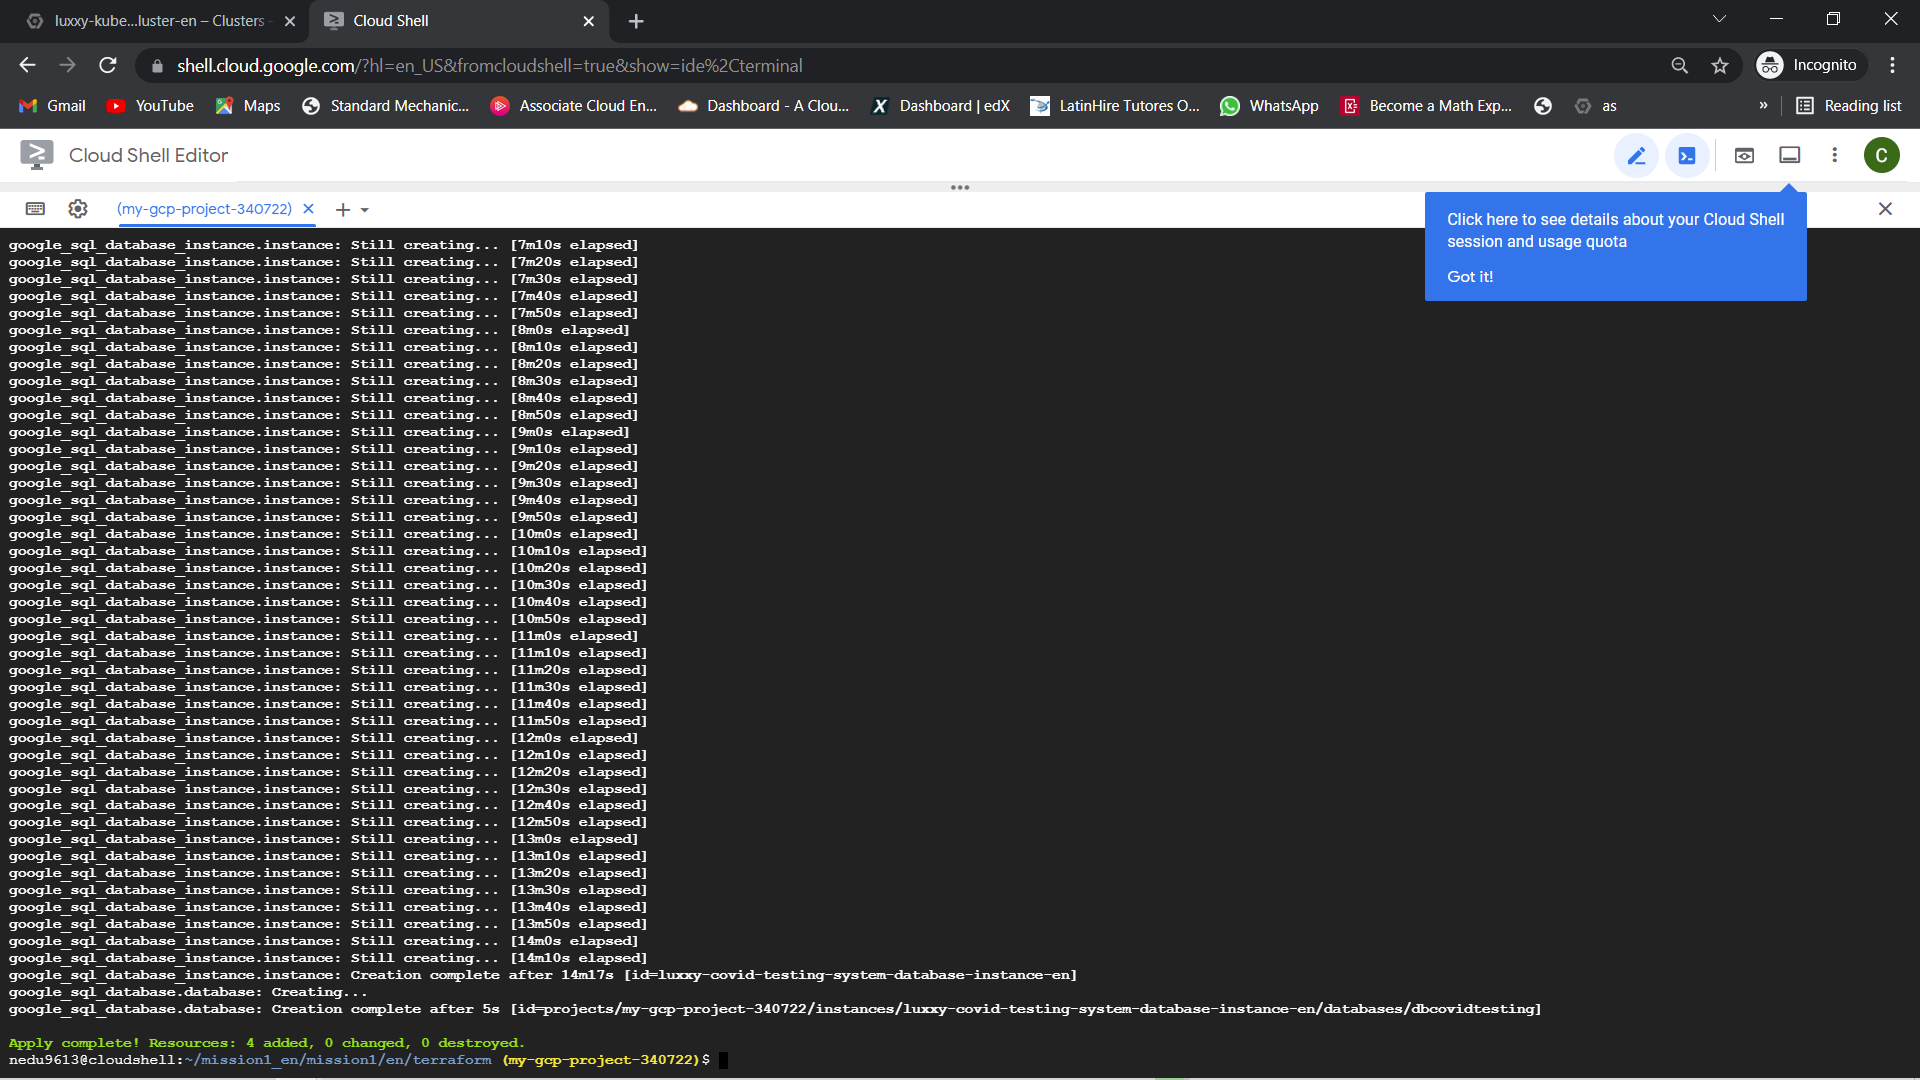 luxxy-kube...luster-en – Clusters
Cloud Shell
shell.cloud.google.com/?hl=en_US&fromcloudshell=true&show=ide%2Cterminal
Incognito
Gmail
YouTube
Maps
Standard Mechanic...
Associate Cloud En...
Dashboard - A Clou...
Dashboard | edX
LatinHire Tutores O...
WhatsApp
Become a Math Exp...
as
»
Reading list
Cloud Shell Editor
C
(my-gcp-project-340722)
Click here to see details about your Cloud Shell
session and usage quota
Got it!
google_sql_database_instance.instance: Still creating... [7m10s elapsed]
google_sql_database_instance.instance: Still creating... [7m20s elapsed]
google_sql_database_instance.instance: Still creating... [7m30s elapsed]
google_sql_database_instance.instance: Still creating... [7m40s elapsed]
google_sql_database_instance.instance: Still creating... [7m50s elapsed]
google_sql_database_instance.instance: Still creating... [8m0s elapsed]
google_sql_database_instance.instance: Still creating... [8m10s elapsed]
google_sql_database_instance.instance: Still creating... [8m20s elapsed]
google_sql_database_instance.instance: Still creating... [8m30s elapsed]
google_sql_database_instance.instance: Still creating... [8m40s elapsed]
google_sql_database_instance.instance: Still creating... [8m50s elapsed]
google_sql_database_instance.instance: Still creating... [9m0s elapsed]
google_sql_database_instance.instance: Still creating... [9m10s elapsed]
google_sql_database_instance.instance: Still creating... [9m20s elapsed]
google_sql_database_instance.instance: Still creating... [9m30s elapsed]
google_sql_database_instance.instance: Still creating... [9m40s elapsed]
google_sql_database_instance.instance: Still creating... [9m50s elapsed]
google_sql_database_instance.instance: Still creating... [10m0s elapsed]
google_sql_database_instance.instance: Still creating... [10m10s elapsed]
google_sql_database_instance.instance: Still creating... [10m20s elapsed]
google_sql_database_instance.instance: Still creating... [10m30s elapsed]
google_sql_database_instance.instance: Still creating... [10m40s elapsed]
google_sql_database_instance.instance: Still creating... [10m50s elapsed]
google_sql_database_instance.instance: Still creating... [11m0s elapsed]
google_sql_database_instance.instance: Still creating... [11m10s elapsed]
google_sql_database_instance.instance: Still creating... [11m20s elapsed]
google_sql_database_instance.instance: Still creating... [11m30s elapsed]
google_sql_database_instance.instance: Still creating... [11m40s elapsed]
google_sql_database_instance.instance: Still creating... [11m50s elapsed]
google_sql_database_instance.instance: Still creating... [12m0s elapsed]
google_sql_database_instance.instance: Still creating... [12m10s elapsed]
google_sql_database_instance.instance: Still creating... [12m20s elapsed]
google_sql_database_instance.instance: Still creating... [12m30s elapsed]
google_sql_database_instance.instance: Still creating... [12m40s elapsed]
google_sql_database_instance.instance: Still creating... [12m50s elapsed]
google_sql_database_instance.instance: Still creating... [13m0s elapsed]
google_sql_database_instance.instance: Still creating... [13m10s elapsed]
google_sql_database_instance.instance: Still creating... [13m20s elapsed]
google_sql_database_instance.instance: Still creating... [13m30s elapsed]
google_sql_database_instance.instance: Still creating... [13m40s elapsed]
google_sql_database_instance.instance: Still creating... [13m50s elapsed]
google_sql_database_instance.instance: Still creating... [14m0s elapsed]
google_sql_database_instance.instance: Still creating... [14m10s elapsed]
google_sql_database_instance.instance: Creation complete after 14m17s [id=luxxy-covid-testing-system-database-instance-en]
google_sql_database.database: Creating...
google_sql_database.database: Creation complete after 5s [id=projects/my-gcp-project-340722/instances/luxxy-covid-testing-system-database-instance-en/databases/dbcovidtesting]
Apply complete! Resources: 4 added, 0 changed, 0 destroyed.
nedu9613@cloudshell:~/mission1_en/mission1/en/terraform (my-gcp-project-340722)$